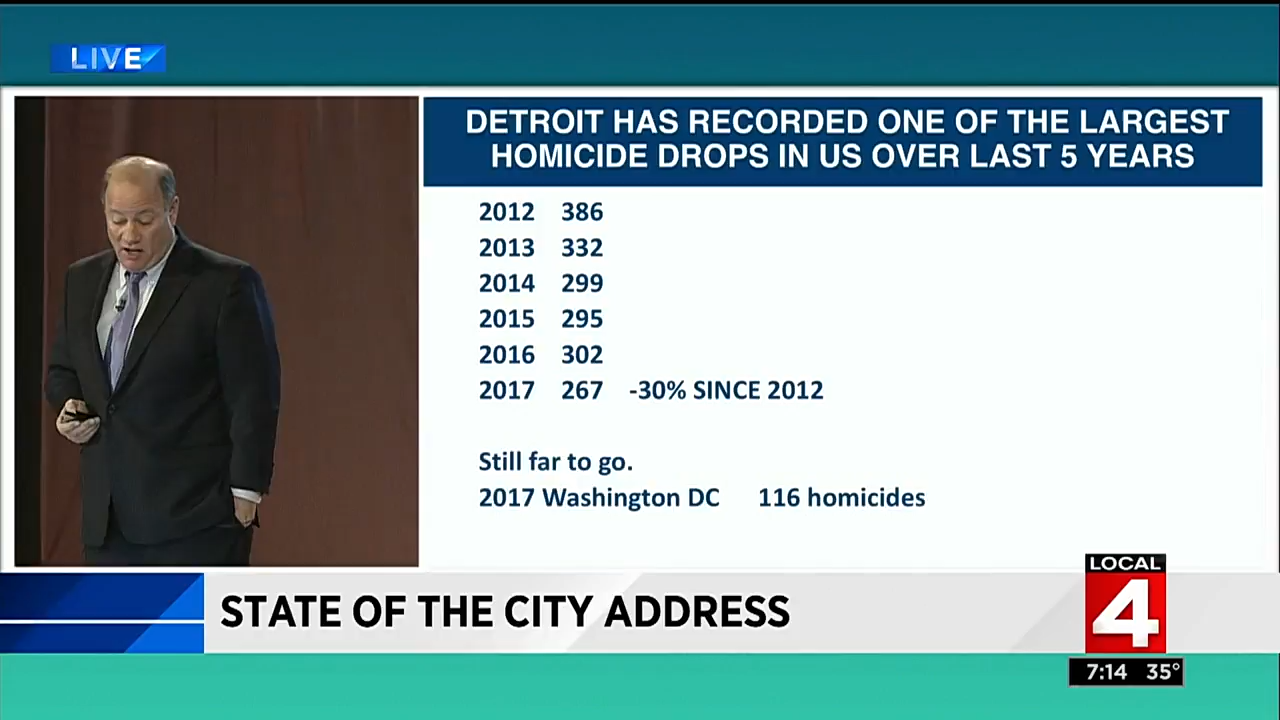 LIVE
DETROIT HAS RECORDED ONE OF THE LARGEST
HOMICIDE DROPS IN US OVER LAST 5 YEARS
2012 386
2013 332
2014 299
2015 295
2016 302
2017 267 -30% SINCE 2012
Still far to go.
2017 Washington DC 116 homicides
STATE OF THE CITY ADDRESS
LOCAL
4
7:14 35°